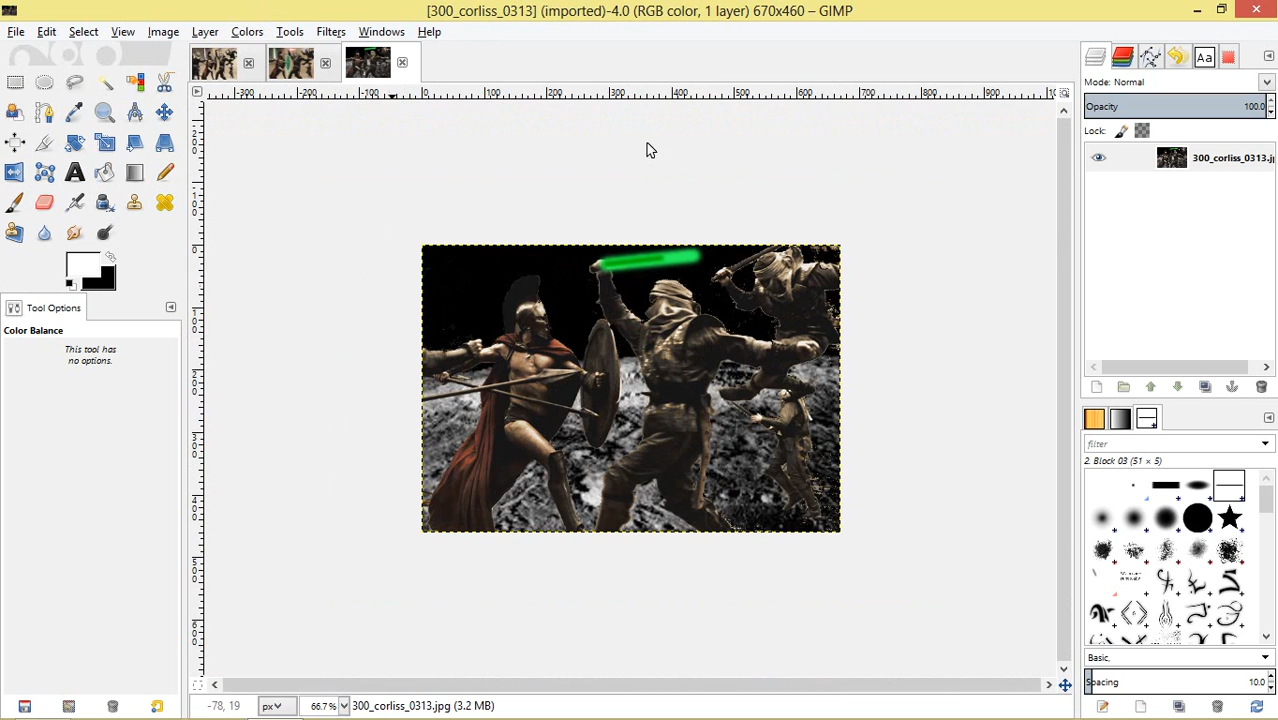 [300_corliss_0313] (imported)-4.0 (RGB color, 1 layer) 670x460 – GIMP
File Edit Select View Image Layer Colors Tools Filters Windows Help
Mode: Normal
Opacity 100.0
Lock:
300_corliss_0313.jp
Tool Options
Color Balance
This tool has
no options.
filter
2. Block 03 (51 × 5)
Basic,
Spacing 10.0
-78, 19 px 66.7% 300_corliss_0313.jpg (3.2 MB)